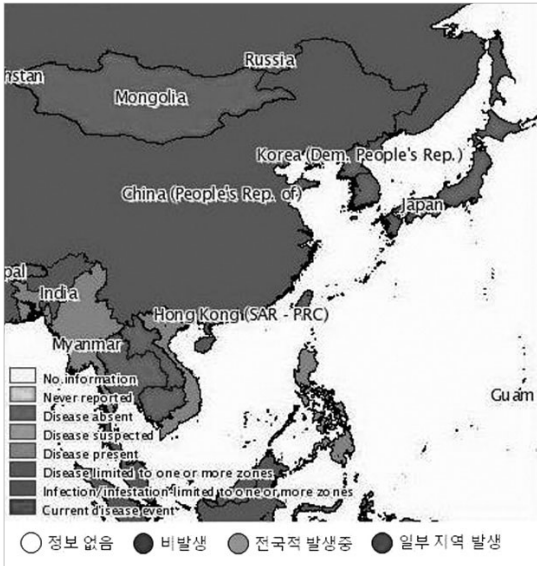 Russia
nstan
Mongolia
Korea (Dem. People's Rep.)
China (People's Rep. of)
Japan
pal
India
Hong Kong (SAR - PRC)
Myanmar
Guam
No information
Never reported
Disease absent
Disease suspected
Disease present
Disease limited to one or more zones
Infection/infestation limited to one or more zones
Current disease event
정보 없음 비발생 전국적 발생중 일부 지역 발생